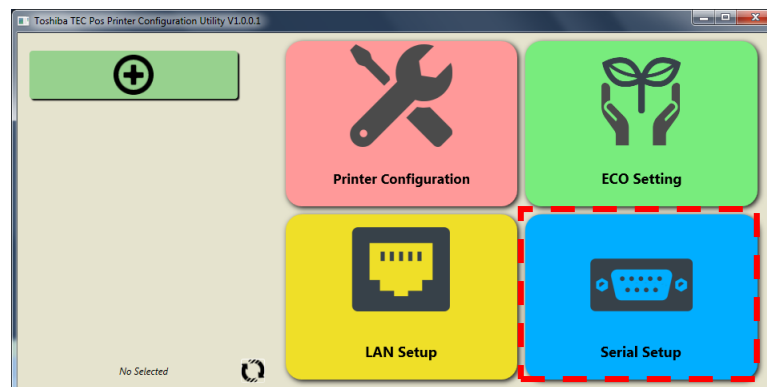 Toshiba TEC Pos Printer Configuration Utility V1.0.0.1
Printer Configuration
ECO Setting
LAN Setup
Serial Setup
No Selected